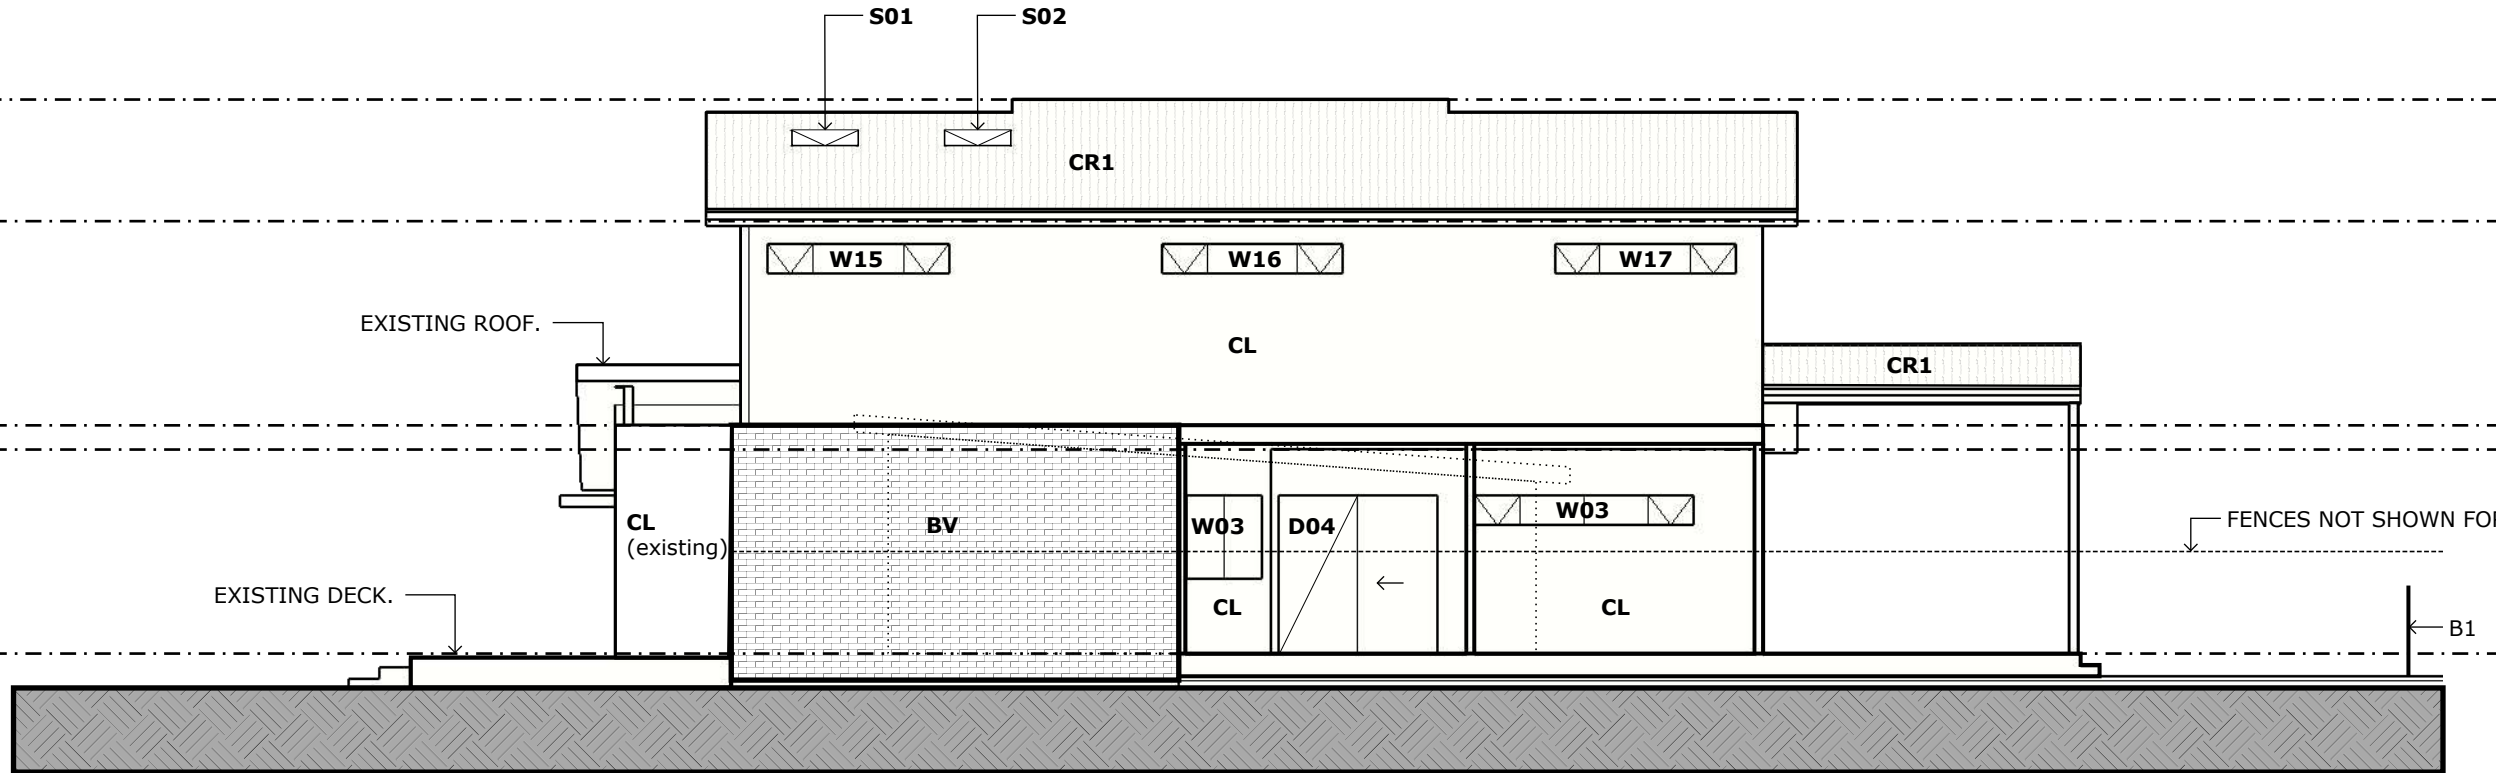 S01
S02
CR1
W15
W16
W17
EXISTING ROOF.
CL
CR1
CL
(existing)
BV
W03
D04
W03
FENCES NOT SHOWN FOR
EXISTING DECK.
CL
CL
B1